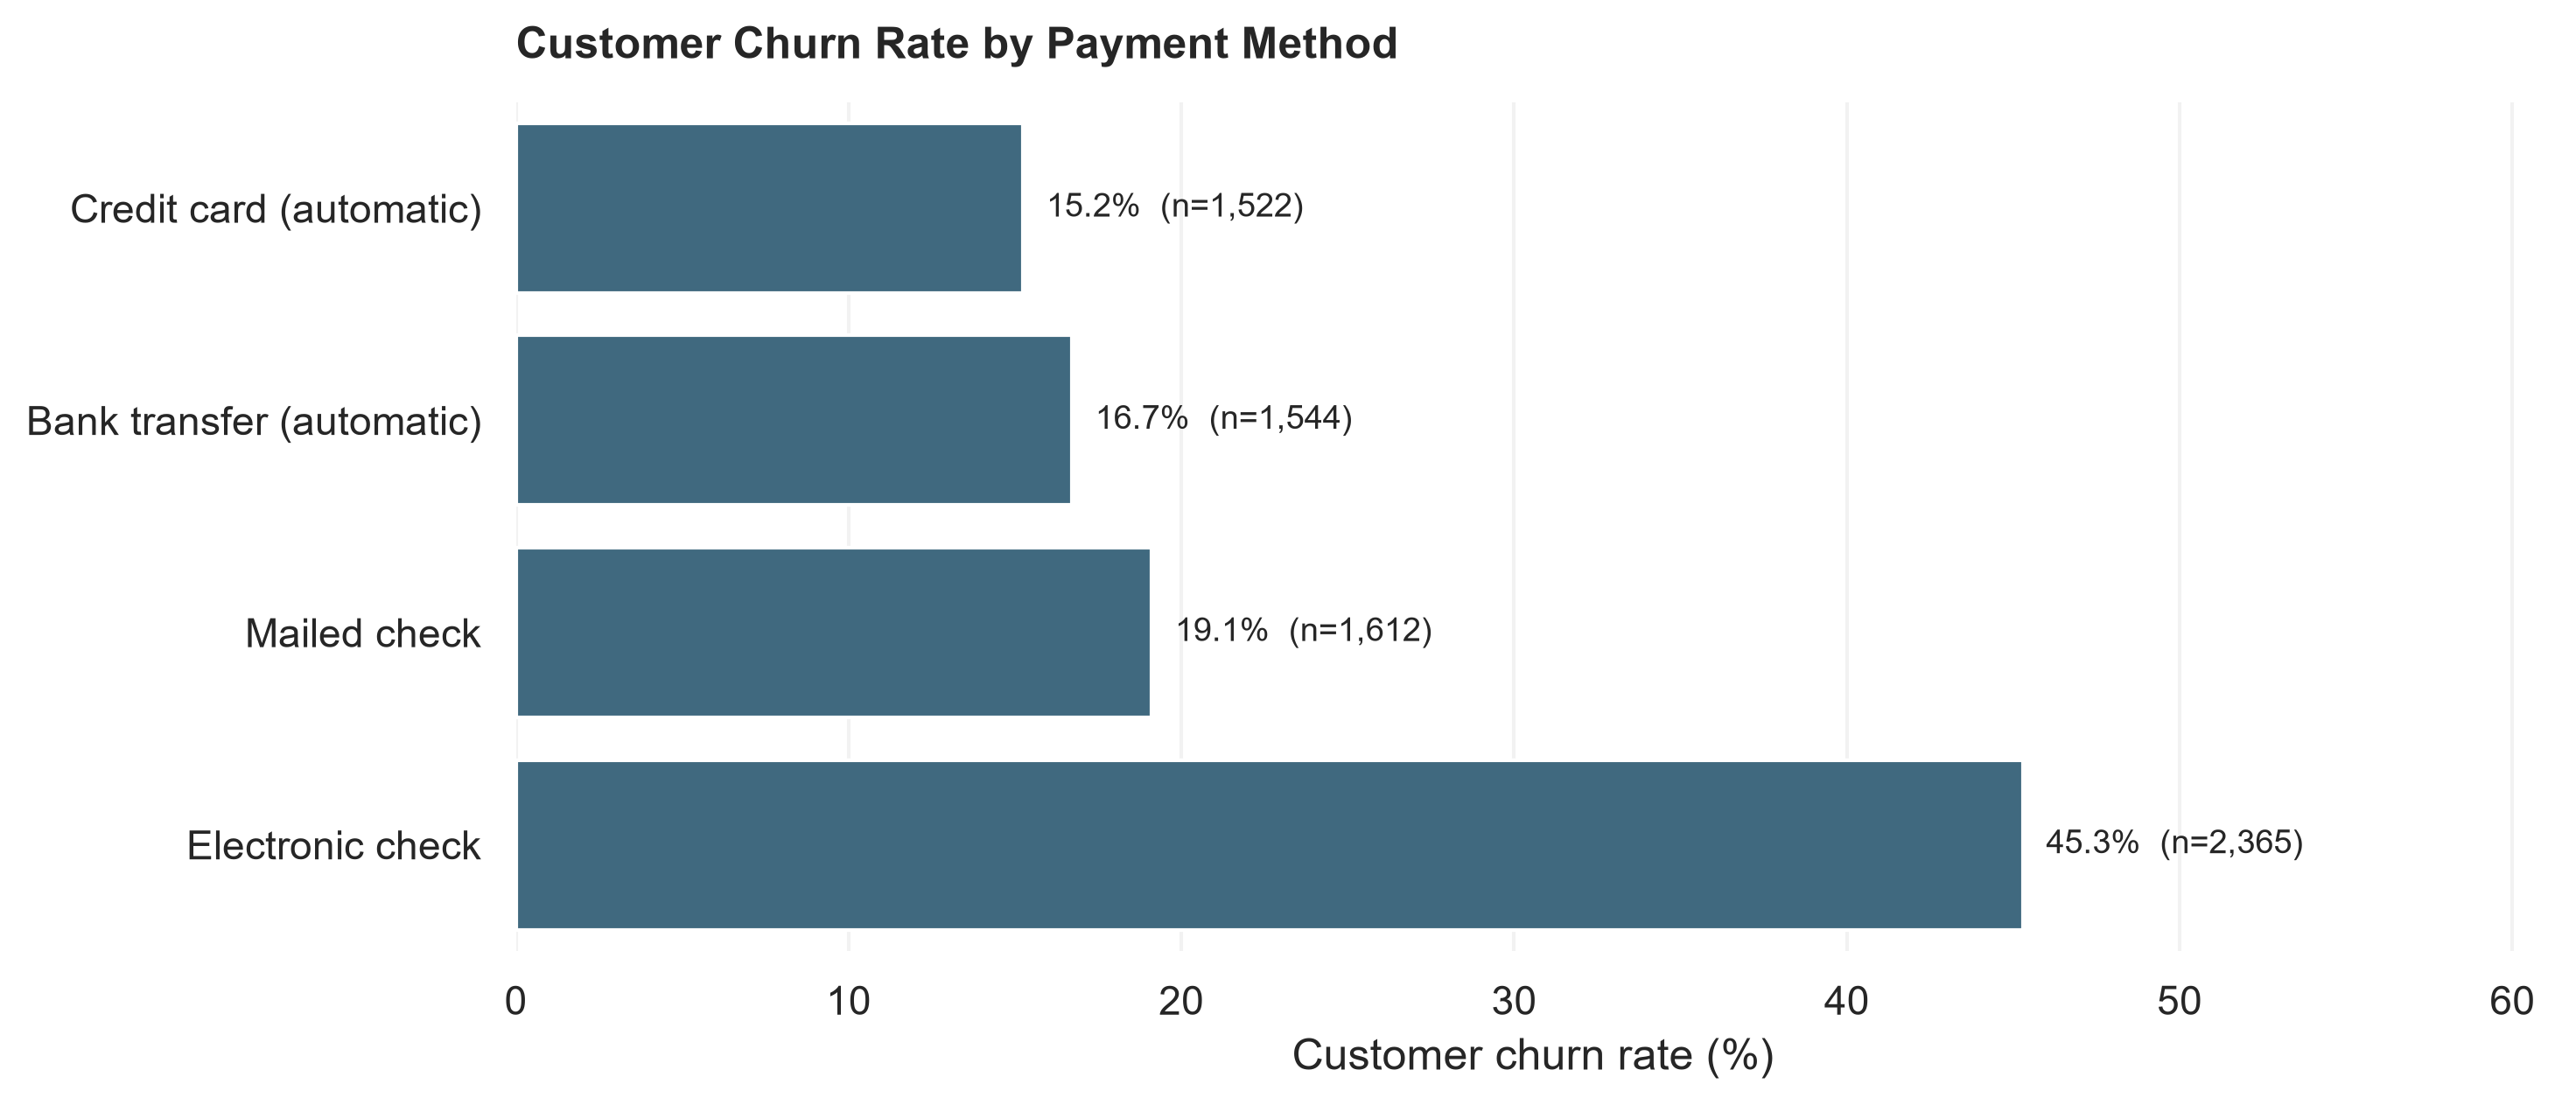 Customer Churn Rate by Payment Method
Credit card (automatic)
15.2%  (n=1,522)
Bank transfer (automatic)
16.7%  (n=1,544)
Mailed check
19.1%  (n=1,612)
Electronic check
45.3%  (n=2,365)
0 10 20 30 40 50 60
Customer churn rate (%)